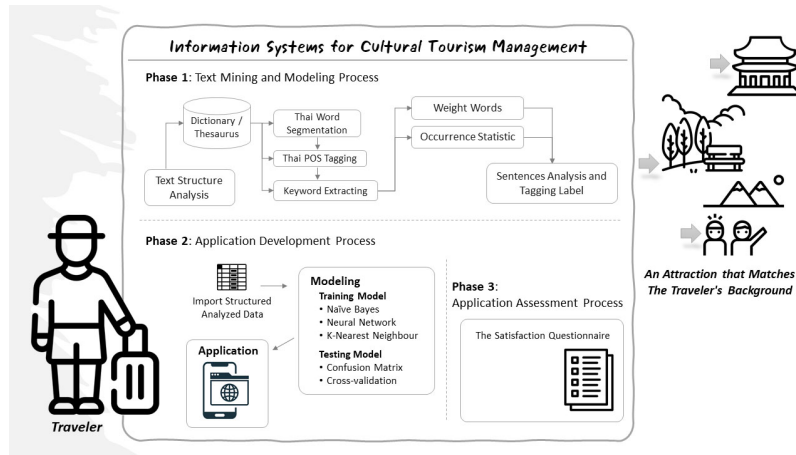 Information Systems for Cultural Tourism Management
Phase 1: Text Mining and Modeling Process
Dictionary /
Thesaurus
Thai Word
Segmentation
Thai POS Tagging
Keyword Extracting
Text Structure
Analysis
Weight Words
Occurrence Statistic
Sentences Analysis and
Tagging Label
Phase 2: Application Development Process
Import Structured
Analyzed Data
Application
Modeling
Training Model
• Naïve Bayes
• Neural Network
• K-Nearest Neighbour
Testing Model
• Confusion Matrix
• Cross-validation
Phase 3:
Application Assessment Process
The Satisfaction Questionnaire
Traveler
An Attraction that Matches
The Traveler's Background